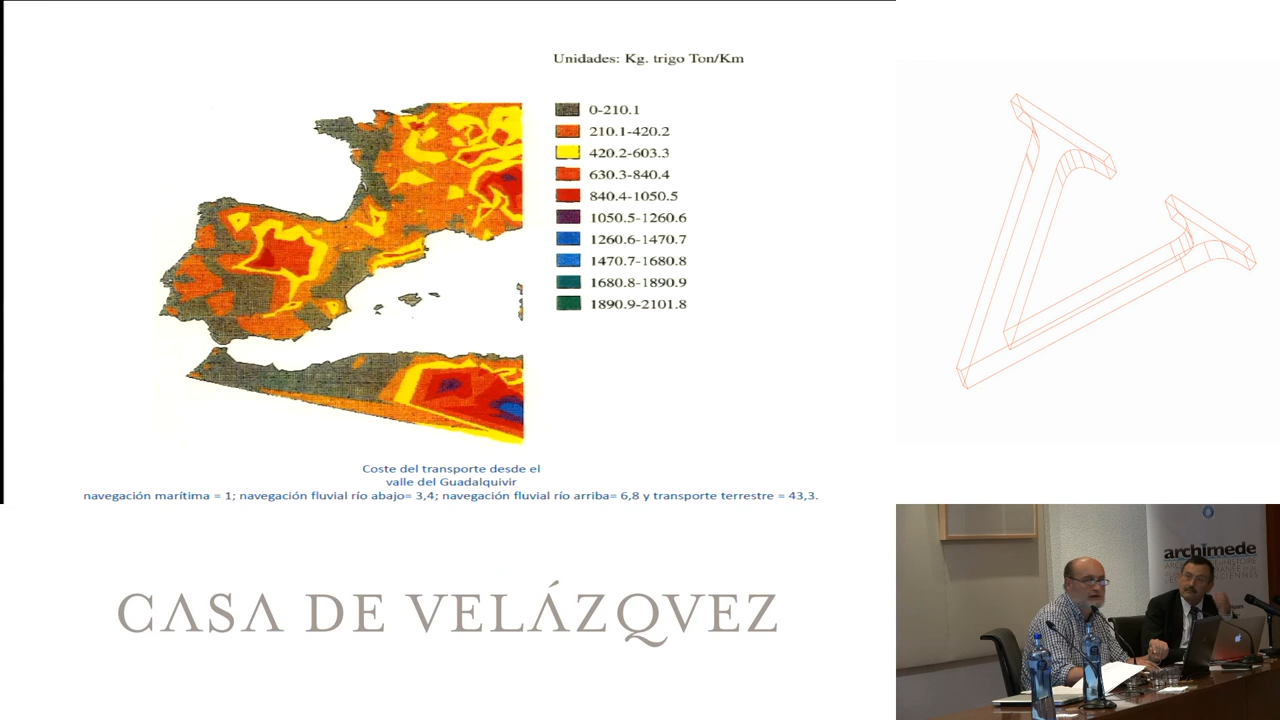 Unidades: Kg. trigo Ton/Km
0-210.1
210.1-420.2
420.2-603.3
630.3-840.4
840.4-1050.5
1050.5-1260.6
1260.6-1470.7
1470.7-1680.8
1680.8-1890.9
1890.9-2101.8
Coste del transporte desde el
valle del Guadalquivir
navegación marítima = 1; navegación fluvial río abajo= 3,4; navegación fluvial río arriba= 6,8 y transporte terrestre = 43,3.
CASA DE VELÁZQVEZ
archimede